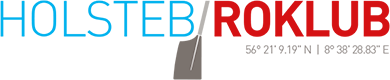 HOLSTEB/ROKLUB
56° 21' 9.19" N | 8° 38' 28.83" E